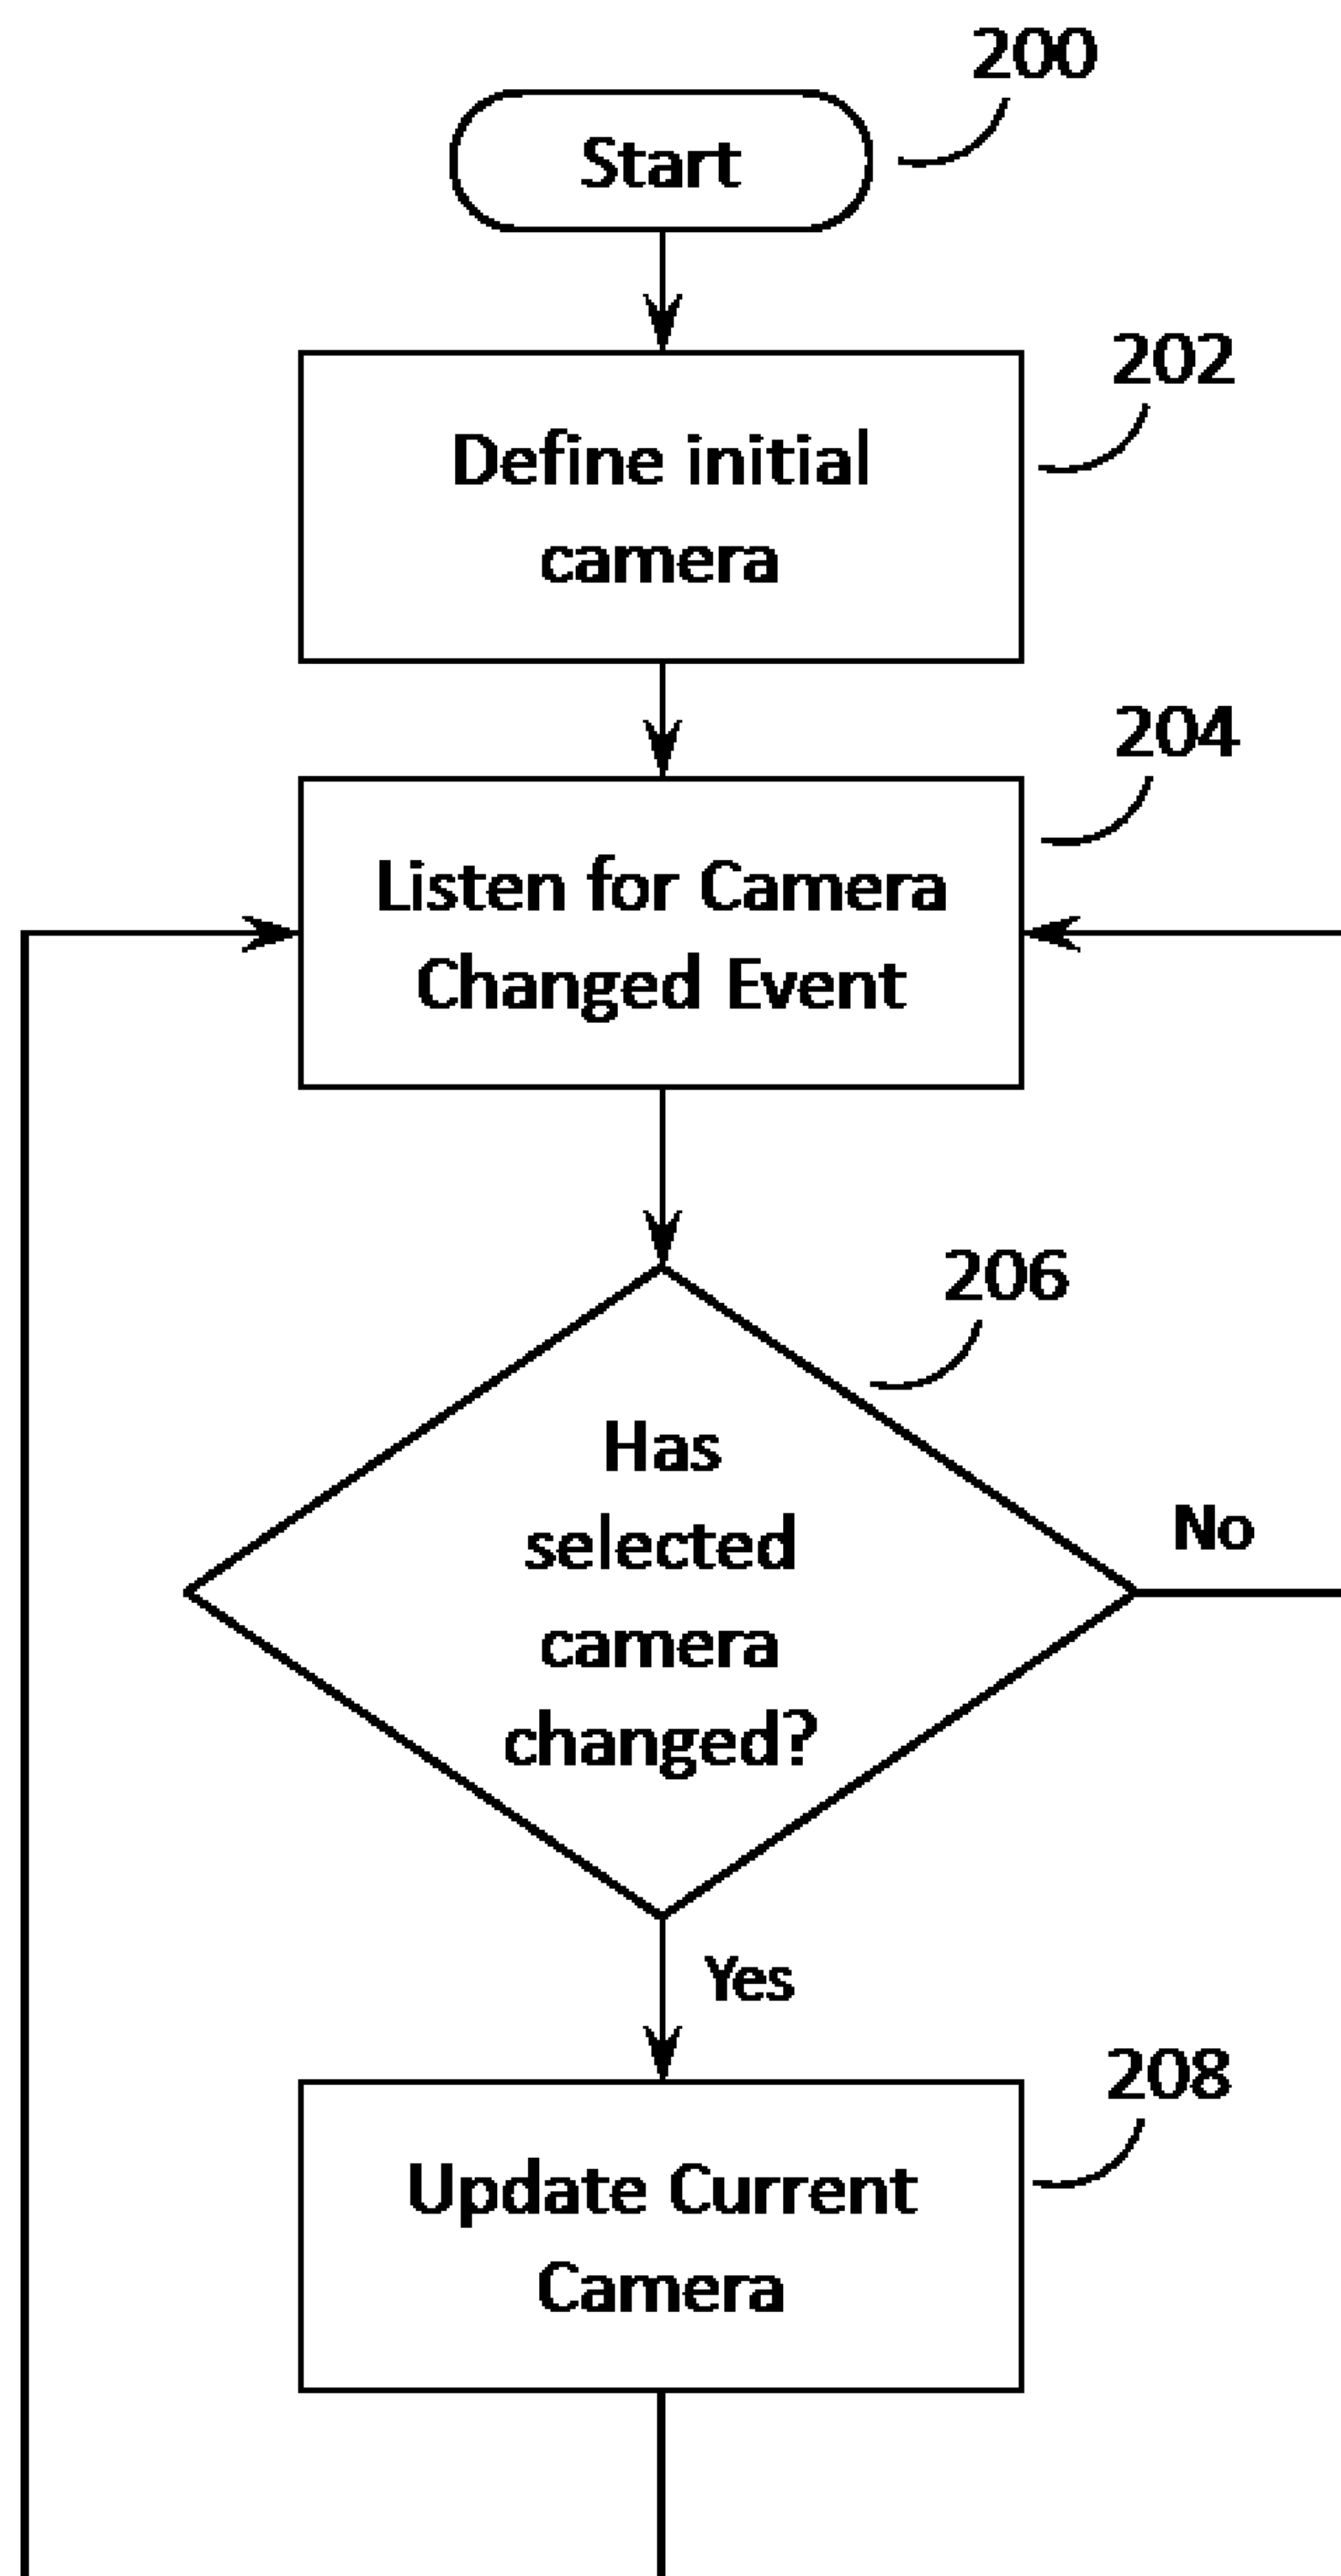 200
Start
202
Define initial
camera
204
Listen for Camera
Changed Event
206
Has
selected
camera
changed?
No
Yes
208
Update Current
Camera